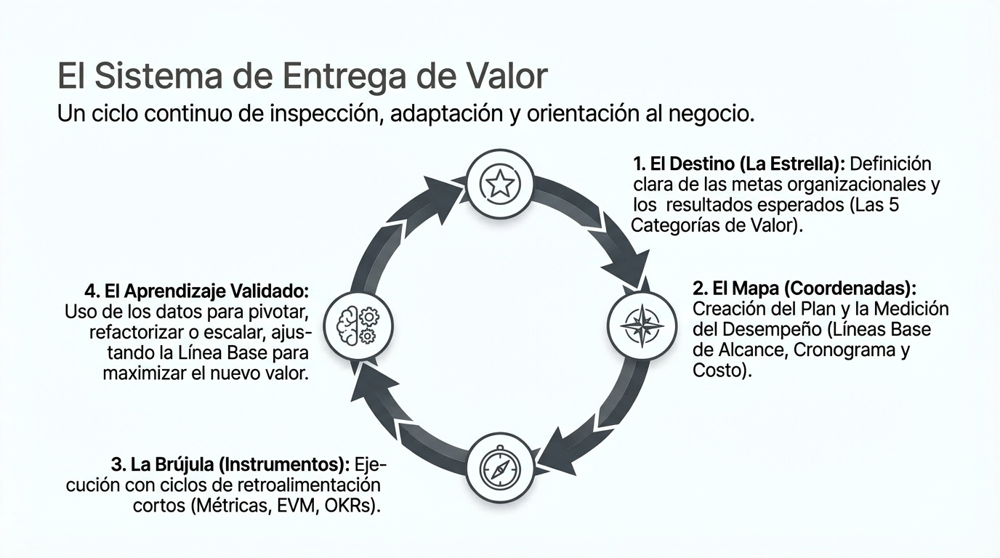 El Sistema de Entrega de Valor
Un ciclo continuo de inspección, adaptación y orientación al negocio.
1. El Destino (La Estrella): Definición
clara de las metas organizacionales y
los resultados esperados (Las 5
Categorías de Valor).
2. El Mapa (Coordenadas):
Creación del Plan y la Medición
del Desempeño (Líneas Base
de Alcance, Cronograma y
Costo).
3. La Brújula (Instrumentos): Eje-
cución con ciclos de retroalimentación
cortos (Métricas, EVM, OKRs).
4. El Aprendizaje Validado:
Uso de los datos para pivotar,
refactorizar o escalar, ajus-
tando la Línea Base para
maximizar el nuevo valor.